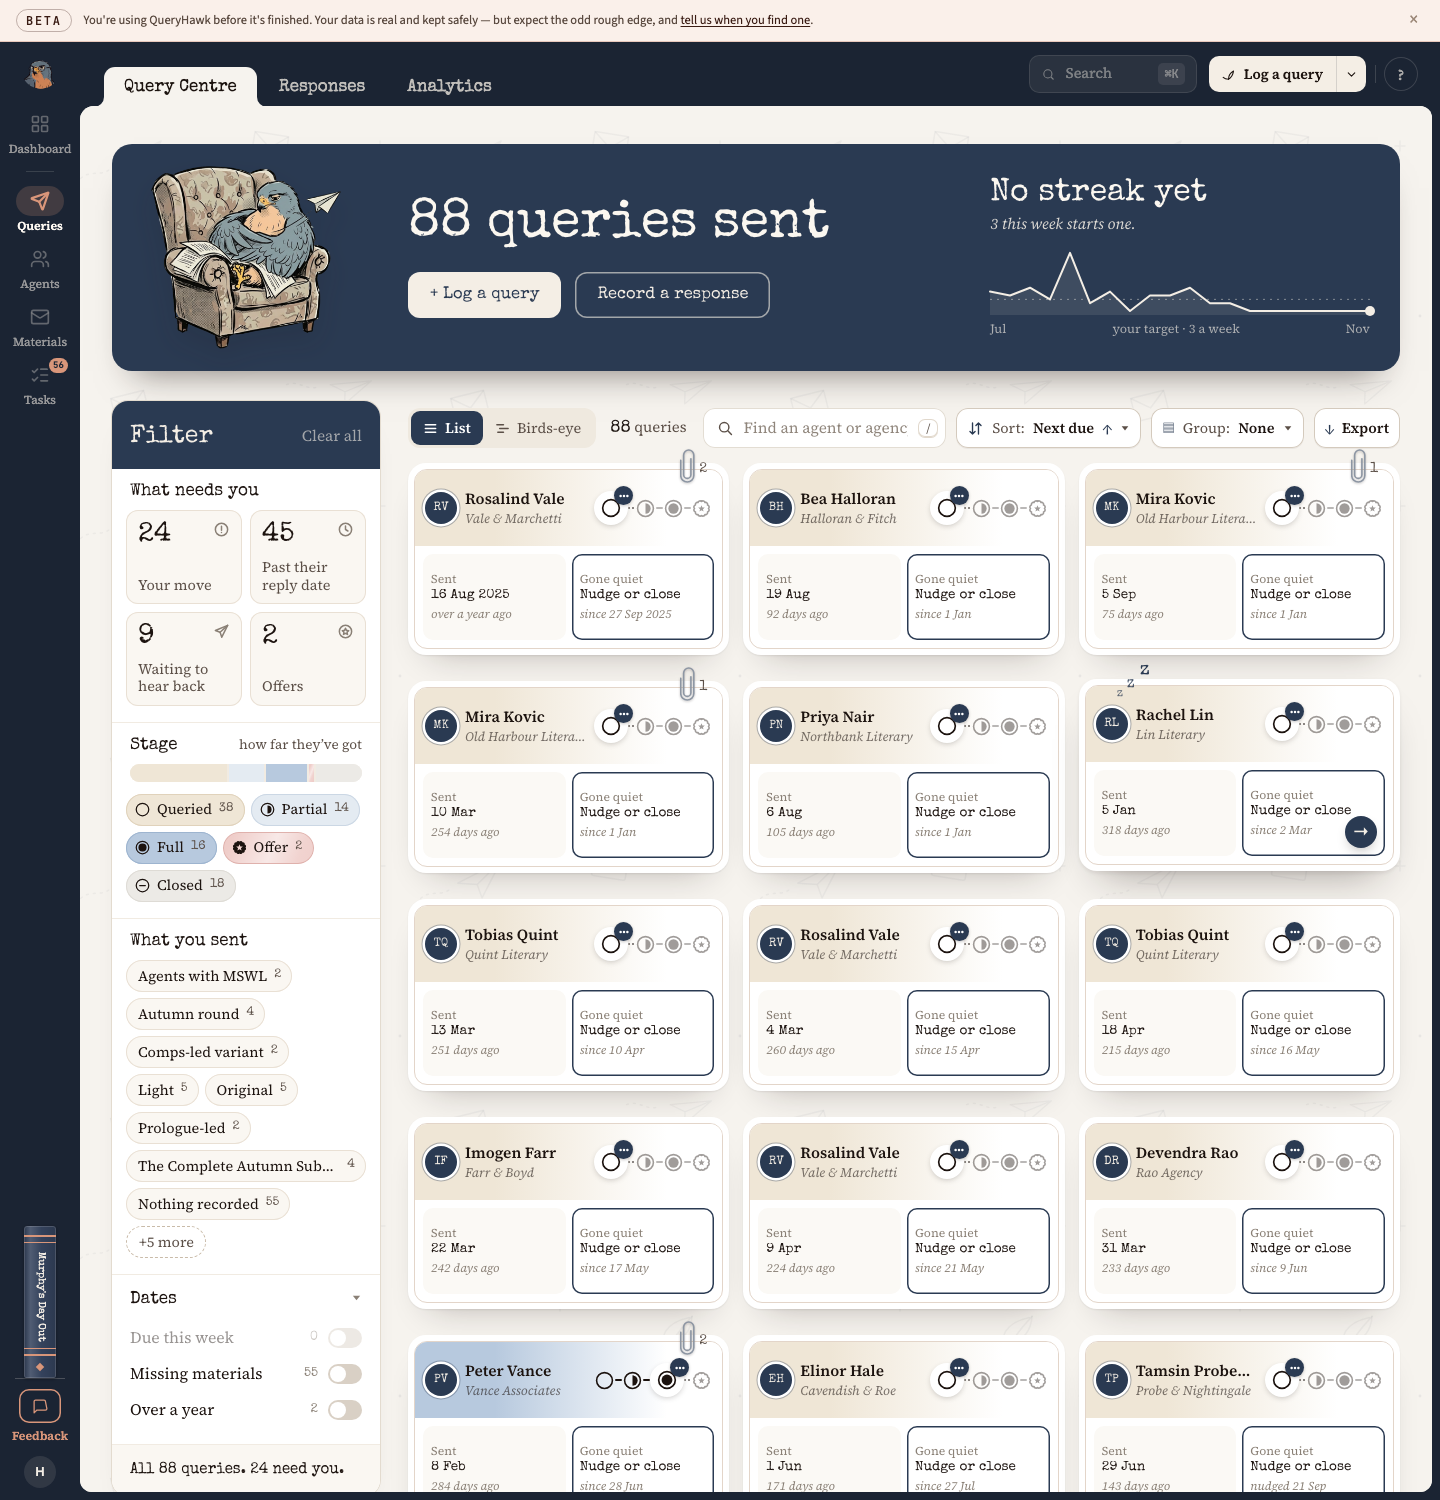 BETA
You're using QueryHawk before it's finished. Your data is real and kept safely — but expect the odd rough edge, and tell us when you find one.
×
Query Centre
Responses
Analytics
Search
⌘K
Log a query
?
Dashboard
Queries
Agents
Materials
56
Tasks
Murphy's Day Out
Feedback
H
88 queries sent
+ Log a query
Record a response
No streak yet
3 this week starts one.
Jul
your target · 3 a week
Nov
Filter
Clear all
What needs you
24
Your move
45
Past their
reply date
9
Waiting to
hear back
2
Offers
Stage
how far they've got
Queried 38
Partial 14
Full 16
Offer 2
Closed 18
What you sent
Agents with MSWL 2
Autumn round 4
Comps-led variant 2
Light 5
Original 5
Prologue-led 2
The Complete Autumn Sub... 4
Nothing recorded 55
+5 more
Dates
Due this week 0
Missing materials 55
Over a year 2
All 88 queries. 24 need you.
List
Birds-eye
88 queries
Find an agent or agenc
/
Sort: Next due ↑
Group: None
↓ Export
2
RV
Rosalind Vale
Vale & Marchetti
Sent
16 Aug 2025
over a year ago
Gone quiet
Nudge or close
since 27 Sep 2025
BH
Bea Halloran
Halloran & Fitch
Sent
19 Aug
92 days ago
Gone quiet
Nudge or close
since 1 Jan
1
MK
Mira Kovic
Old Harbour Litera...
Sent
5 Sep
75 days ago
Gone quiet
Nudge or close
since 1 Jan
1
MK
Mira Kovic
Old Harbour Litera...
Sent
10 Mar
254 days ago
Gone quiet
Nudge or close
since 1 Jan
PN
Priya Nair
Northbank Literary
Sent
6 Aug
105 days ago
Gone quiet
Nudge or close
since 1 Jan
z z z
RL
Rachel Lin
Lin Literary
Sent
5 Jan
318 days ago
Gone quiet
Nudge or close
since 2 Mar
TQ
Tobias Quint
Quint Literary
Sent
13 Mar
251 days ago
Gone quiet
Nudge or close
since 10 Apr
RV
Rosalind Vale
Vale & Marchetti
Sent
4 Mar
260 days ago
Gone quiet
Nudge or close
since 15 Apr
TQ
Tobias Quint
Quint Literary
Sent
18 Apr
215 days ago
Gone quiet
Nudge or close
since 16 May
IF
Imogen Farr
Farr & Boyd
Sent
22 Mar
242 days ago
Gone quiet
Nudge or close
since 17 May
RV
Rosalind Vale
Vale & Marchetti
Sent
9 Apr
224 days ago
Gone quiet
Nudge or close
since 21 May
DR
Devendra Rao
Rao Agency
Sent
31 Mar
233 days ago
Gone quiet
Nudge or close
since 9 Jun
2
PV
Peter Vance
Vance Associates
Sent
8 Feb
284 days ago
Gone quiet
Nudge or close
since 28 Jun
EH
Elinor Hale
Cavendish & Roe
Sent
1 Jun
171 days ago
Gone quiet
Nudge or close
since 27 Jul
TP
Tamsin Probe...
Probe & Nightingale
Sent
29 Jun
143 days ago
Gone quiet
Nudge or close
nudged 21 Sep